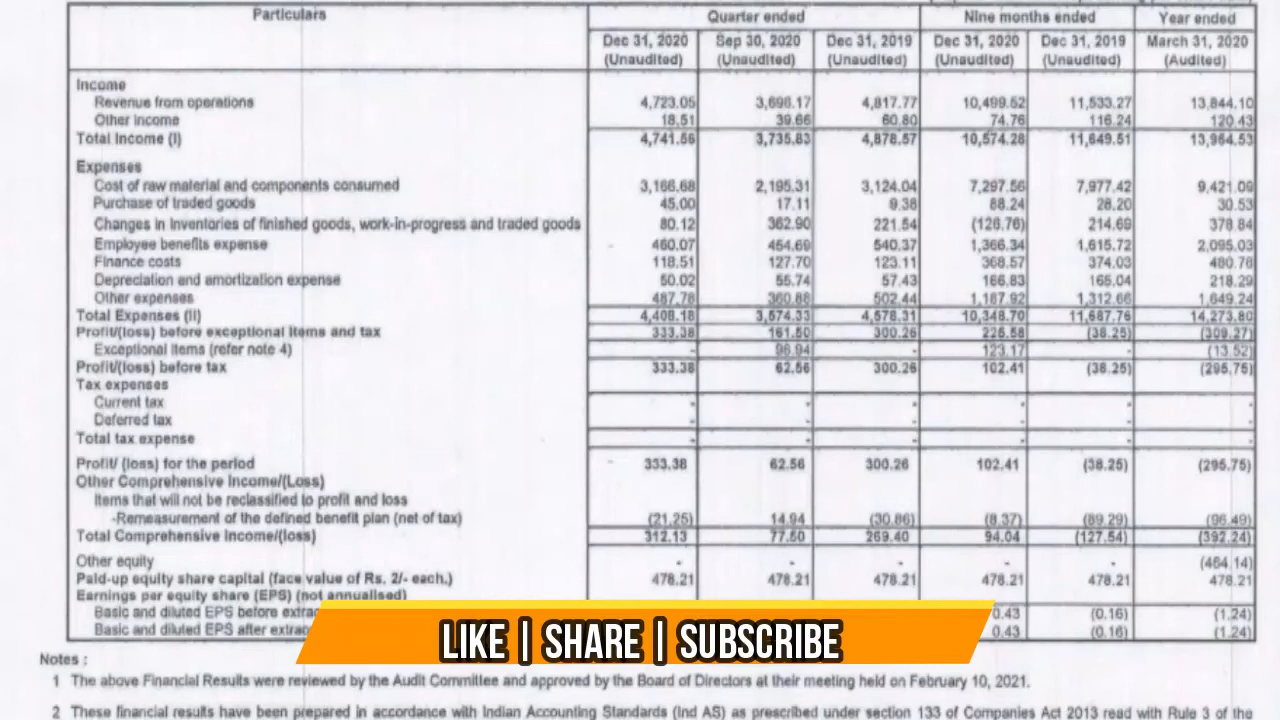 Particulars Quarter ended Nine months ended Year ended
Dec 31, 2020 Sep 30, 2020 Dec 31, 2019 Dec 31, 2020 Dec 31, 2019 March 31, 2020
(Unaudited) (Unaudited) (Unaudited) (Unaudited) (Unaudited) (Audited)
Income
Revenue from operations 4,723.05 3,696.17 4,817.77 10,499.52 11,533.27 13,844.10
Other income 18.51 39.66 60.80 74.76 116.24 120.43
Total Income (I) 4,741.56 3,735.83 4,878.57 10,574.28 11,649.51 13,964.53
Expenses
Cost of raw material and components consumed 3,166.68 2,195.31 3,124.04 7,297.56 7,977.42 9,421.09
Purchase of traded goods 45.00 17.11 9.38 88.24 28.20 30.53
Changes in inventories of finished goods, work-in-progress and traded goods 80.12 362.90 221.54 (126.76) 214.69 378.84
Employee benefits expense 460.07 454.69 540.37 1,366.34 1,615.72 2,095.03
Finance costs 118.51 127.70 123.11 368.57 374.03 480.78
Depreciation and amortization expense 50.02 55.74 57.43 166.83 165.04 218.29
Other expenses 487.78 360.88 502.44 1,187.92 1,312.66 1,649.24
Total Expenses (II) 4,408.18 3,574.33 4,578.31 10,348.70 11,687.76 14,273.80
Profit/(loss) before exceptional items and tax 333.38 161.50 300.26 225.58 (38.25) (309.27)
Exceptional items (refer note 4) - 98.94 - 123.17 - (13.52)
Profit/(loss) before tax 333.38 62.56 300.26 102.41 (38.25) (295.75)
Tax expenses
Current tax - - - - - -
Deferred tax - - - - - -
Total tax expense - - - - - -
Profit/ (loss) for the period 333.38 62.56 300.26 102.41 (38.25) (295.75)
Other Comprehensive Income/(Loss)
Items that will not be reclassified to profit and loss
-Remeasurement of the defined benefit plan (net of tax) (21.25) 14.94 (30.86) (8.37) (89.29) (96.49)
Total Comprehensive Income/(loss) 312.13 77.50 269.40 94.04 (127.54) (392.24)
Other equity - - - - - (464.14)
Paid-up equity share capital (face value of Rs. 2/- each.) 478.21 478.21 478.21 478.21 478.21 478.21
Earnings per equity share (EPS) (not annualised)
Basic and diluted EPS before extrao 0.43 (0.16) (1.24)
Basic and diluted EPS after extrao 0.43 (0.16) (1.24)
LIKE | SHARE | SUBSCRIBE
Notes :
1 The above Financial Results were reviewed by the Audit Committee and approved by the Board of Directors at their meeting held on February 10, 2021.
2 These financial results have been prepared in accordance with Indian Accounting Standards (Ind AS) as prescribed under section 133 of Companies Act 2013 read with Rule 3 of the